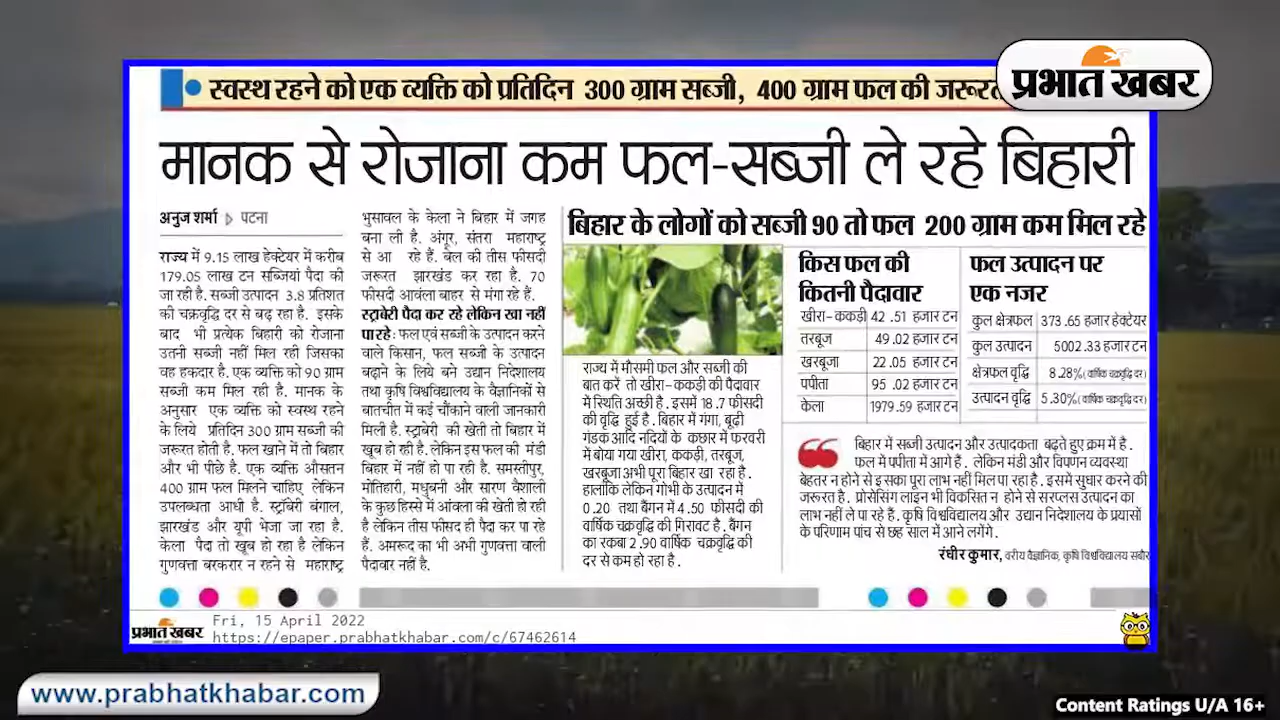 स्वस्थ रहने को एक व्यक्ति को प्रतिदिन 300 ग्राम सब्जी, 400 ग्राम फल की जरूरत
प्रभात खबर
मानक से रोजाना कम फल-सब्जी ले रहे बिहारी
अनुज शर्मा ▷ पटना
राज्य में 9.15 लाख हेक्टेयर में करीब
179.05 लाख टन सब्जियां पैदा की
जा रही है. सब्जी उत्पादन 3.8 प्रतिशत
की चक्रवृद्धि दर से बढ़ रहा है. इसके
बाद भी प्रत्येक बिहारी को रोजाना
उतनी सब्जी नहीं मिल रही जिसका
वह हकदार है. एक व्यक्ति को 90 ग्राम
सब्जी कम मिल रही है. मानक के
अनुसार एक व्यक्ति को स्वस्थ रहने
के लिये प्रतिदिन 300 ग्राम सब्जी की
जरूरत होती है. फल खाने में तो बिहार
और भी पीछे है. एक व्यक्ति औसतन
400 ग्राम फल मिलने चाहिए लेकिन
उपलब्धता आधी है. स्ट्रॉबेरी बंगाल,
झारखंड और यूपी भेजा जा रहा है.
केला पैदा तो खूब हो रहा है लेकिन
गुणवत्ता बरकरार न रहने से महाराष्ट्र
भुसावल के केला ने बिहार में जगह
बना ली है. अंगूर, संतरा महाराष्ट्र
से आ रहे हैं. बेल की तीस फीसदी
जरूरत झारखंड कर रहा है. 70
फीसदी आवंला बाहर से मंगा रहे हैं.
स्ट्राबेरी पैदा कर रहे लेकिन खा नहीं
पा रहे : फल एवं सब्जी के उत्पादन करने
वाले किसान, फल सब्जी के उत्पादन
बढ़ाने के लिये बने उद्यान निदेशालय
तथा कृषि विश्वविद्यालय के वैज्ञानिकों से
बातचीत में कई चौंकाने वाली जानकारी
मिली है. स्ट्राबेरी की खेती तो बिहार में
खूब हो रही है. लेकिन इस फल की मंडी
बिहार में नहीं हो पा रही है. समस्तीपुर,
मोतिहारी, मधुबनी और सारण वैशाली
के कुछ हिस्से में आंवला की खेती हो रही
है लेकिन तीस फीसद ही पैदा कर पा रहे
हैं. अमरूद का भी अभी गुणवत्ता वाली
पैदावार नहीं है.
बिहार के लोगों को सब्जी 90 तो फल 200 ग्राम कम मिल रहे
राज्य में मौसमी फल और सब्जी की
बात करें तो खीरा-ककड़ी की पैदावार
में स्थिति अच्छी है. इसमें 18.7 फीसदी
की वृद्धि हुई है. बिहार में गंगा, बूढ़ी
गंडक आदि नदियों के कछार में फरवरी
में बोया गया खीरा, ककड़ी, तरबूज,
खरबूजा अभी पूरा बिहार खा रहा है.
हालांकि लेकिन गोभी के उत्पादन में
0.20 तथा बैंगन में 4.50 फीसदी की
वार्षिक चक्रवृद्धि की गिरावट है. बैंगन
का रकबा 2.90 वार्षिक चक्रवृद्धि की
दर से कम हो रहा है.
किस फल की
कितनी पैदावार
खीरा-ककड़ी 42.51 हजार टन
तरबूज 49.02 हजार टन
खरबूजा 22.05 हजार टन
पपीता 95.02 हजार टन
केला 1979.59 हजार टन
फल उत्पादन पर
एक नजर
कुल क्षेत्रफल 373.65 हजार हेक्टेयर
कुल उत्पादन 5002.33 हजार टन
क्षेत्रफल वृद्धि 8.28% (वार्षिक चक्रवृद्धि दर)
उत्पादन वृद्धि 5.30% (वार्षिक चक्रवृद्धि दर)
बिहार में सब्जी उत्पादन और उत्पादकता बढ़ते हुए क्रम में है.
फल में पपीता में आगे हैं. लेकिन मंडी और विपणन व्यवस्था
बेहतर न होने से इसका पूरा लाभ नहीं मिल पा रहा है. इसमें सुधार करने की
जरूरत है. प्रोसेसिंग लाइन भी विकसित न होने से सरप्लस उत्पादन का
लाभ नहीं ले पा रहे हैं. कृषि विश्वविद्यालय और उद्यान निदेशालय के प्रयासों
के परिणाम पांच से छह साल में आने लगेंगे.
रंधीर कुमार, वरीय वैज्ञानिक, कृषि विश्वविद्यालय सबौर
प्रभात खबर
Fri, 15 April 2022
https://epaper.prabhatkhabar.com/c/67462614
www.prabhatkhabar.com
Content Ratings U/A 16+